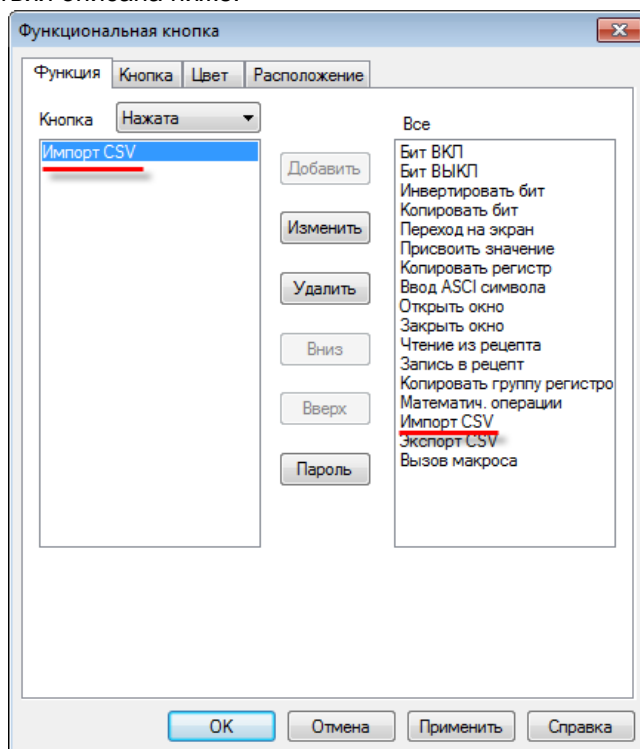 Функциональная кнопка
Функция Кнопка Цвет Расположение
Кнопка Нажата
Все
Импорт CSV
Добавить
Изменить
Удалить
Вниз
Вверх
Пароль
Бит ВКЛ
Бит ВЫКЛ
Инвертировать бит
Копировать бит
Переход на экран
Присвоить значение
Копировать регистр
Ввод ASCI символа
Открыть окно
Закрыть окно
Чтение из рецепта
Запись в рецепт
Копировать группу регистро
Математич. операции
Импорт CSV
Экспорт CSV
Вызов макроса
OK Отмена Применить Справка